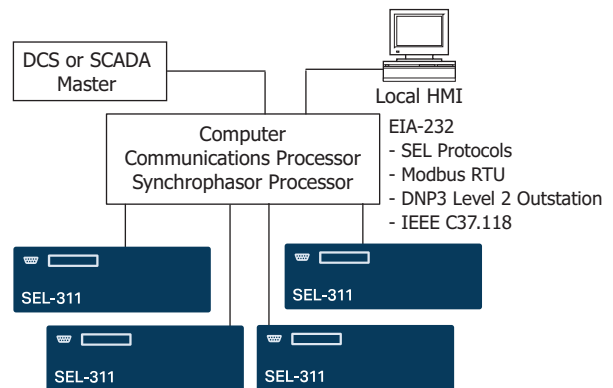 DCS or SCADA
Master
Local HMI
Computer
Communications Processor
Synchrophasor Processor
EIA-232
- SEL Protocols
- Modbus RTU
- DNP3 Level 2 Outstation
- IEEE C37.118
SEL-311
SEL-311
SEL-311
SEL-311